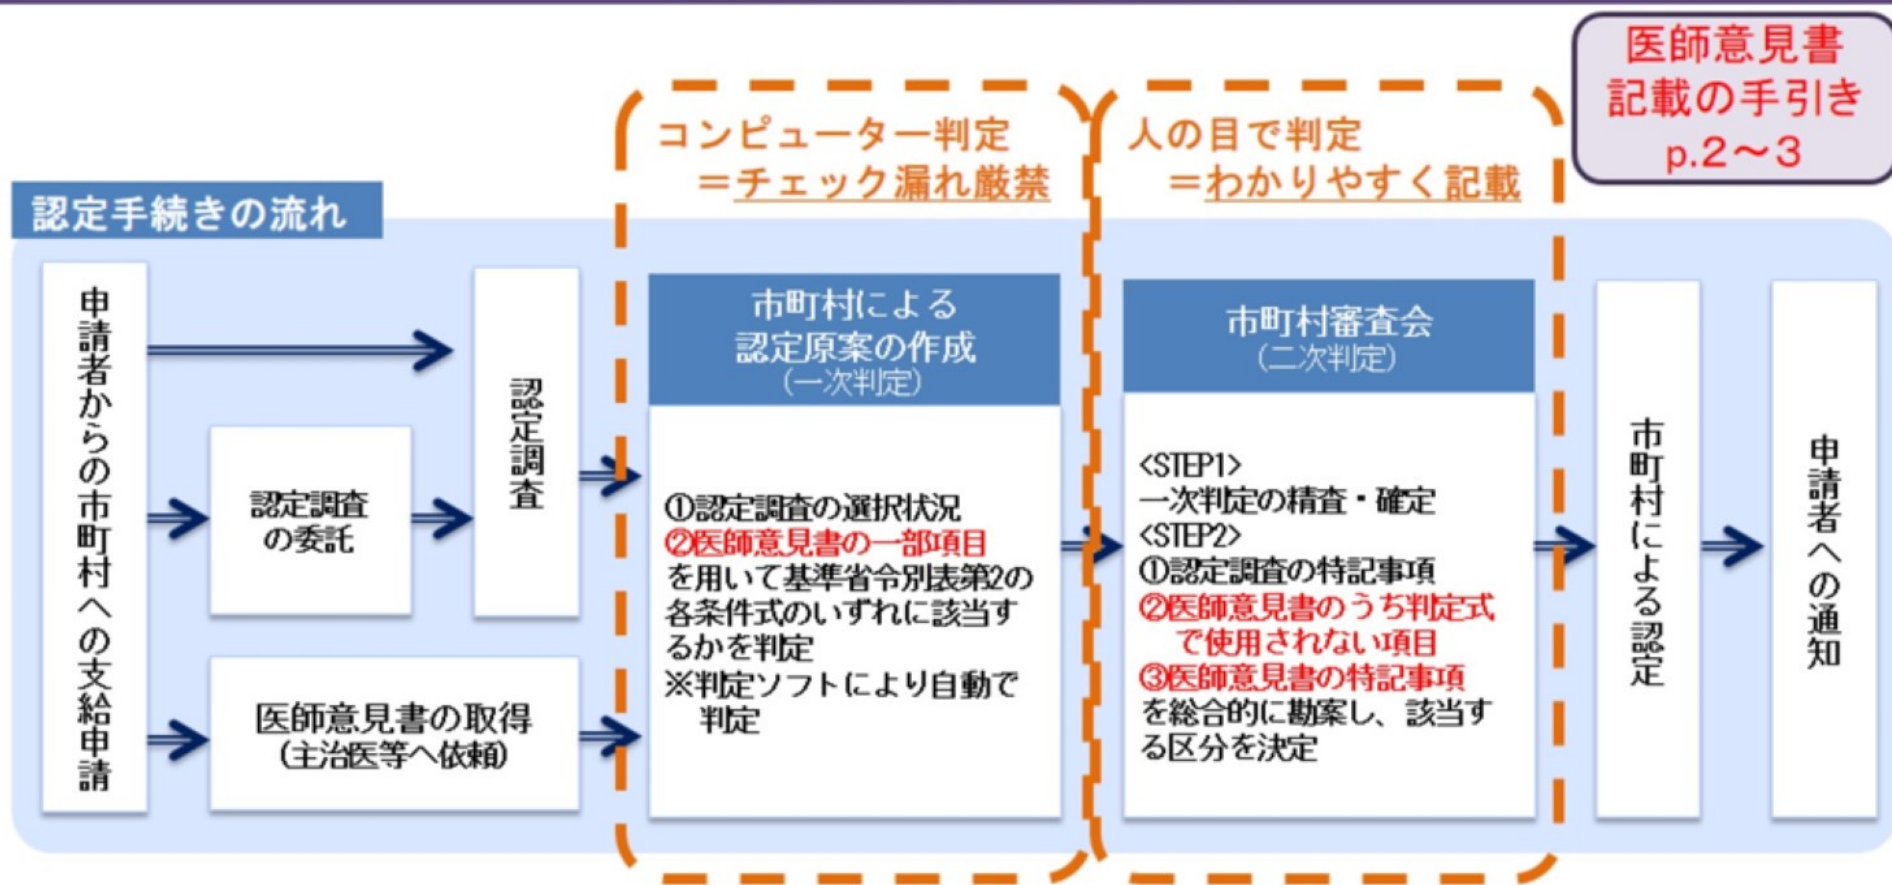 医師意見書
記載の手引き
p.2～3
コンピューター判定
＝チェック漏れ厳禁
人の目で判定
＝わかりやすく記載
認定手続きの流れ
申請者からの市町村への支給申請
認定調査
の委託
医師意見書の取得
(主治医等へ依頼)
認定調査
市町村による
認定原案の作成
(一次判定)
①認定調査の選択状況
②医師意見書の一部項目
を用いて基準省令別表第2の
各条件式のいずれに該当す
るかを判定
※判定ソフトにより自動で
判定
市町村審査会
(二次判定)
<STEP1>
一次判定の精査・確定
<STEP2>
①認定調査の特記事項
②医師意見書のうち判定式
で使用されない項目
③医師意見書の特記事項
を総合的に勘案し、該当す
る区分を決定
市町村による認定
申請者への通知